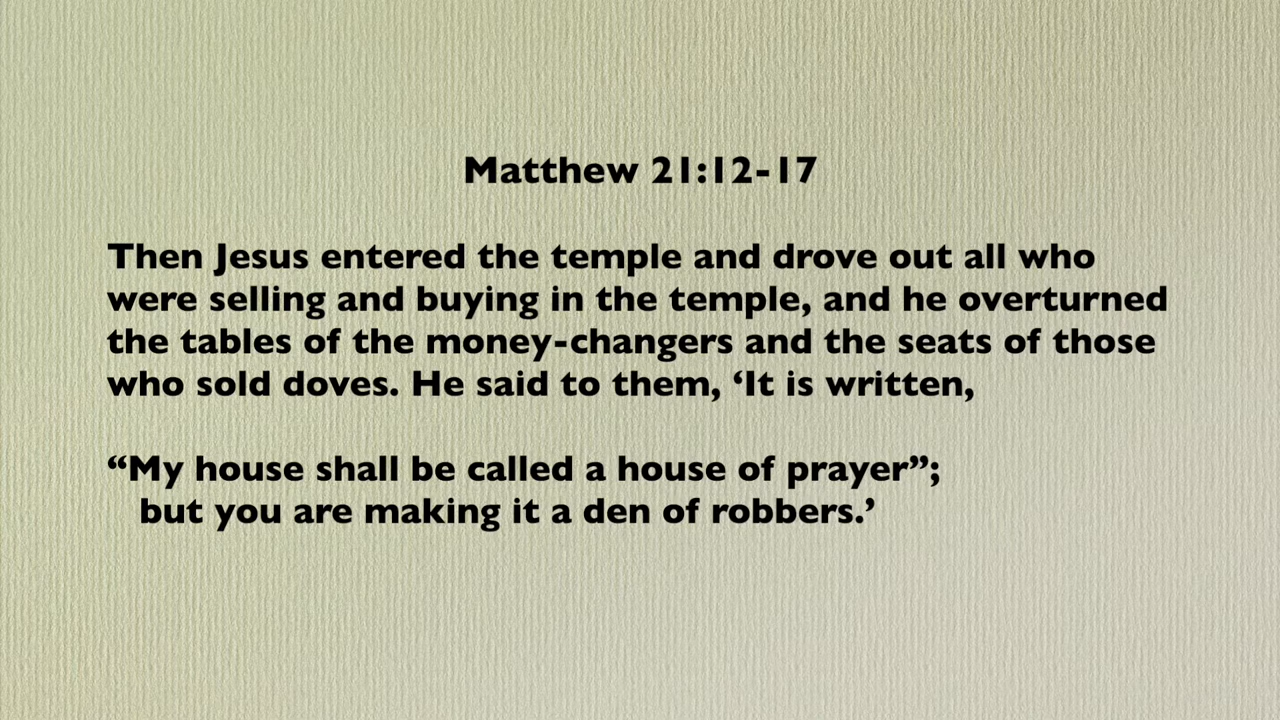 Matthew 21:12-17
Then Jesus entered the temple and drove out all who
were selling and buying in the temple, and he overturned
the tables of the money-changers and the seats of those
who sold doves. He said to them, ‘It is written,
“My house shall be called a house of prayer”;
but you are making it a den of robbers.’